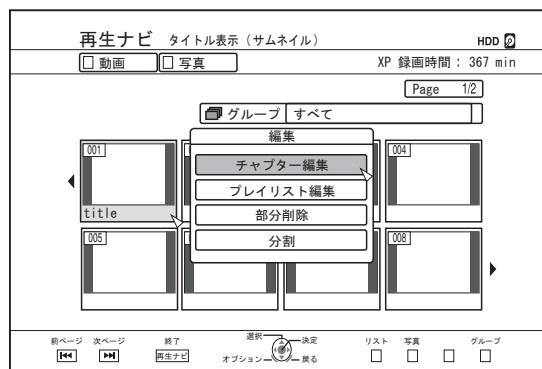 再生ナビ タイトル表示（サムネイル） HDD
動画 写真 XP 録画時間： 367 min
Page 1/2
グループ すべて
編集
001
004
チャプター編集
プレイリスト編集
title
部分削除
005
008
分割
前ページ 次ページ 終了 選択 決定 リスト 写真 グループ
再生ナビ オプション 戻る